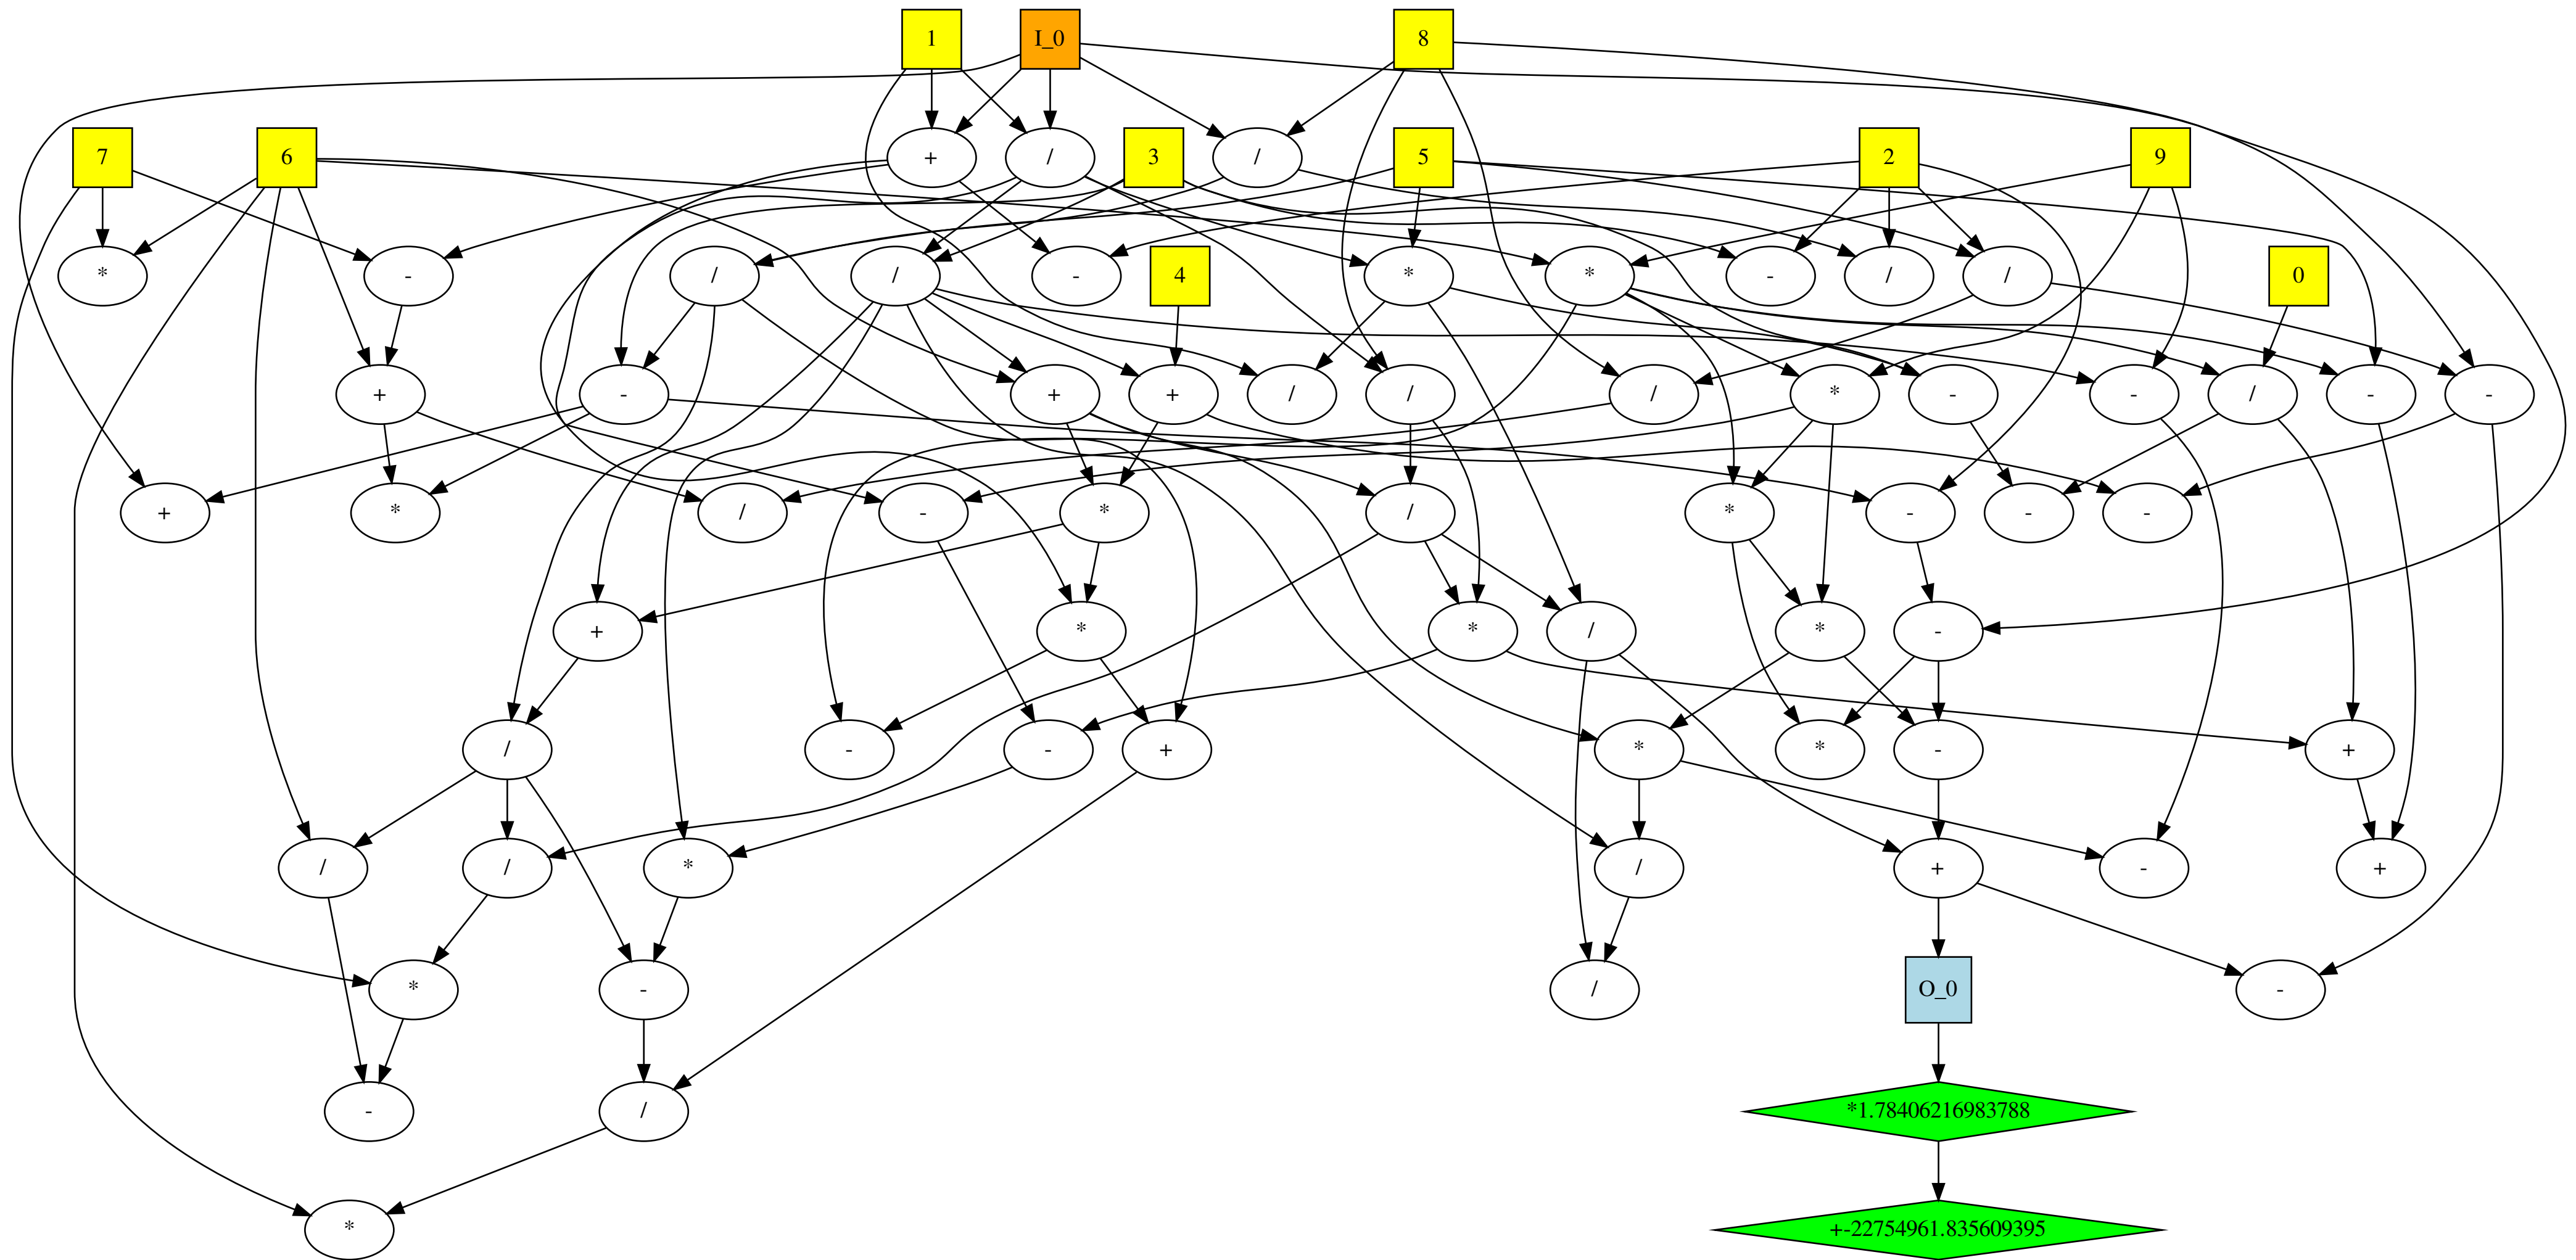 1 I_0 8
7 6 + / 3 / 5 2 9
* - / / - 4 * * - / / 0
+ - + + / / / * - - / - -
+ * / - * / * - - -
+ * * / * -
/ - - + * * - +
/ / * / + - +
* - / O_0 -
- / *1.78406216983788
* +-22754961.835609395